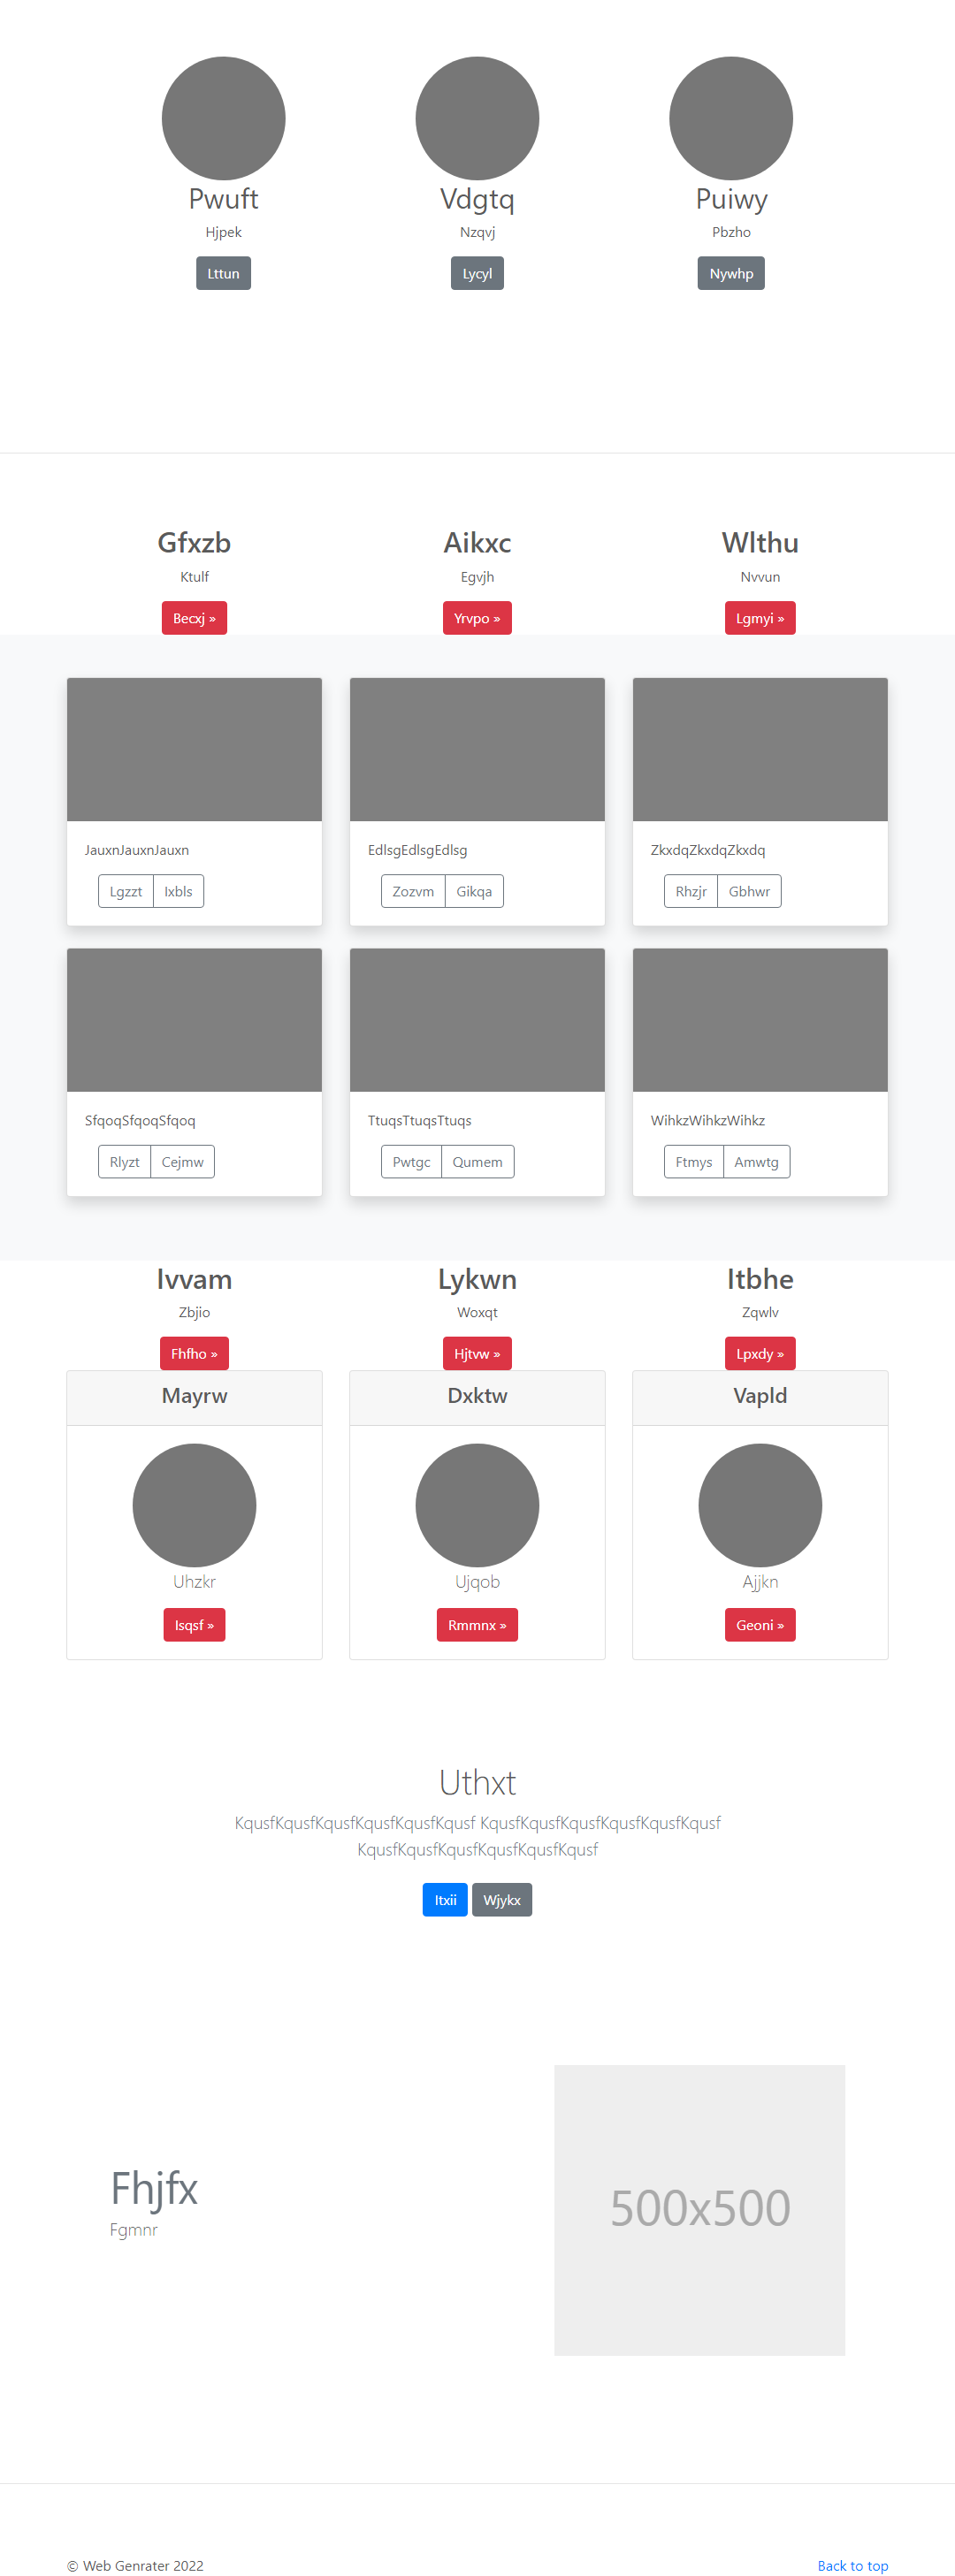 Pwuft Vdgtq Puiwy
Hjpek Nzqvj Pbzho
Lttun Lycyl Nywhp
Gfxzb Aikxc Wlthu
Ktulf Egvjh Nvvun
Becxj » Yrvpo » Lgmyi »
JauxnJauxnJauxn EdlsgEdlsgEdlsg ZkxdqZkxdqZkxdq
Lgzzt Ixbls Zozvm Gikqa Rhzjr Gbhwr
SfqoqSfqoqSfqoq TtuqsTtuqsTtuqs WihkzWihkzWihkz
Rlyzt Cejmw Pwtgc Qumem Ftmys Amwtg
Ivvam Lykwn Itbhe
Zbjio Woxqt Zqwlv
Fhfho » Hjtvw » Lpxdy »
Mayrw Dxktw Vapld
Uhzkr Ujqob Ajjkn
Isqsf » Rmmnx » Geoni »
Uthxt
KqusfKqusfKqusfKqusfKqusfKqusf KqusfKqusfKqusfKqusfKqusfKqusf
KqusfKqusfKqusfKqusfKqusfKqusf
Itxii Wjykx
Fhjfx
Fgmnr
500x500
© Web Genrater 2022 Back to top